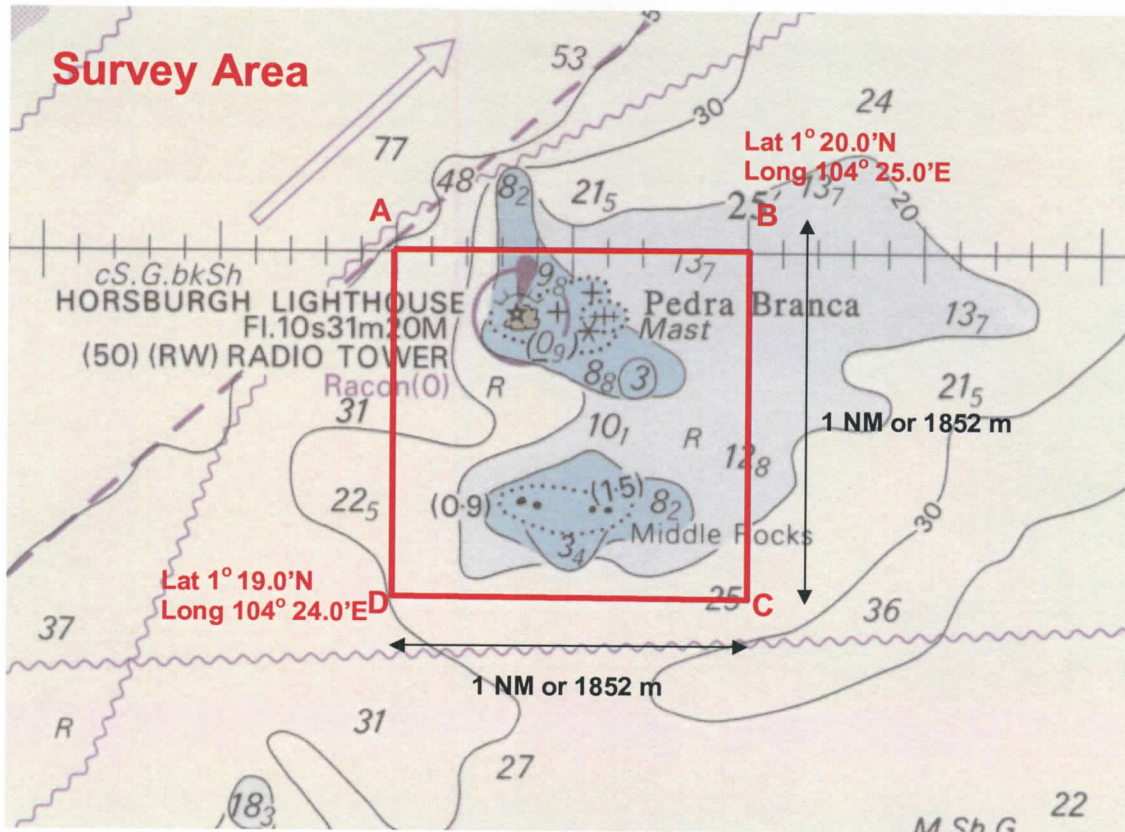 Survey Area
5
53
24
30
77
Lat 1° 20.0'N
Long 104° 25.0'E
48
8₂
21₅
25'
13₇
20
A
B
cS.G.bkSh
9₈
13₇
HORSBURGH LIGHTHOUSE
Pedra Branca
Fl.10s31m20M
Mast
13₇
(50) (RW) RADIO TOWER
(0₉)
Racon(O)
R
8₈
3
21₅
31
10₁
R
12₈
1 NM or 1852 m
22₅
(0·9)
(1·5)
8₂
30
Middle Rocks
3₄
Lat 1° 19.0'N
Long 104° 24.0'E
D
25
C
36
37
1 NM or 1852 m
R
31
27
18₃
22
M.Sh.G